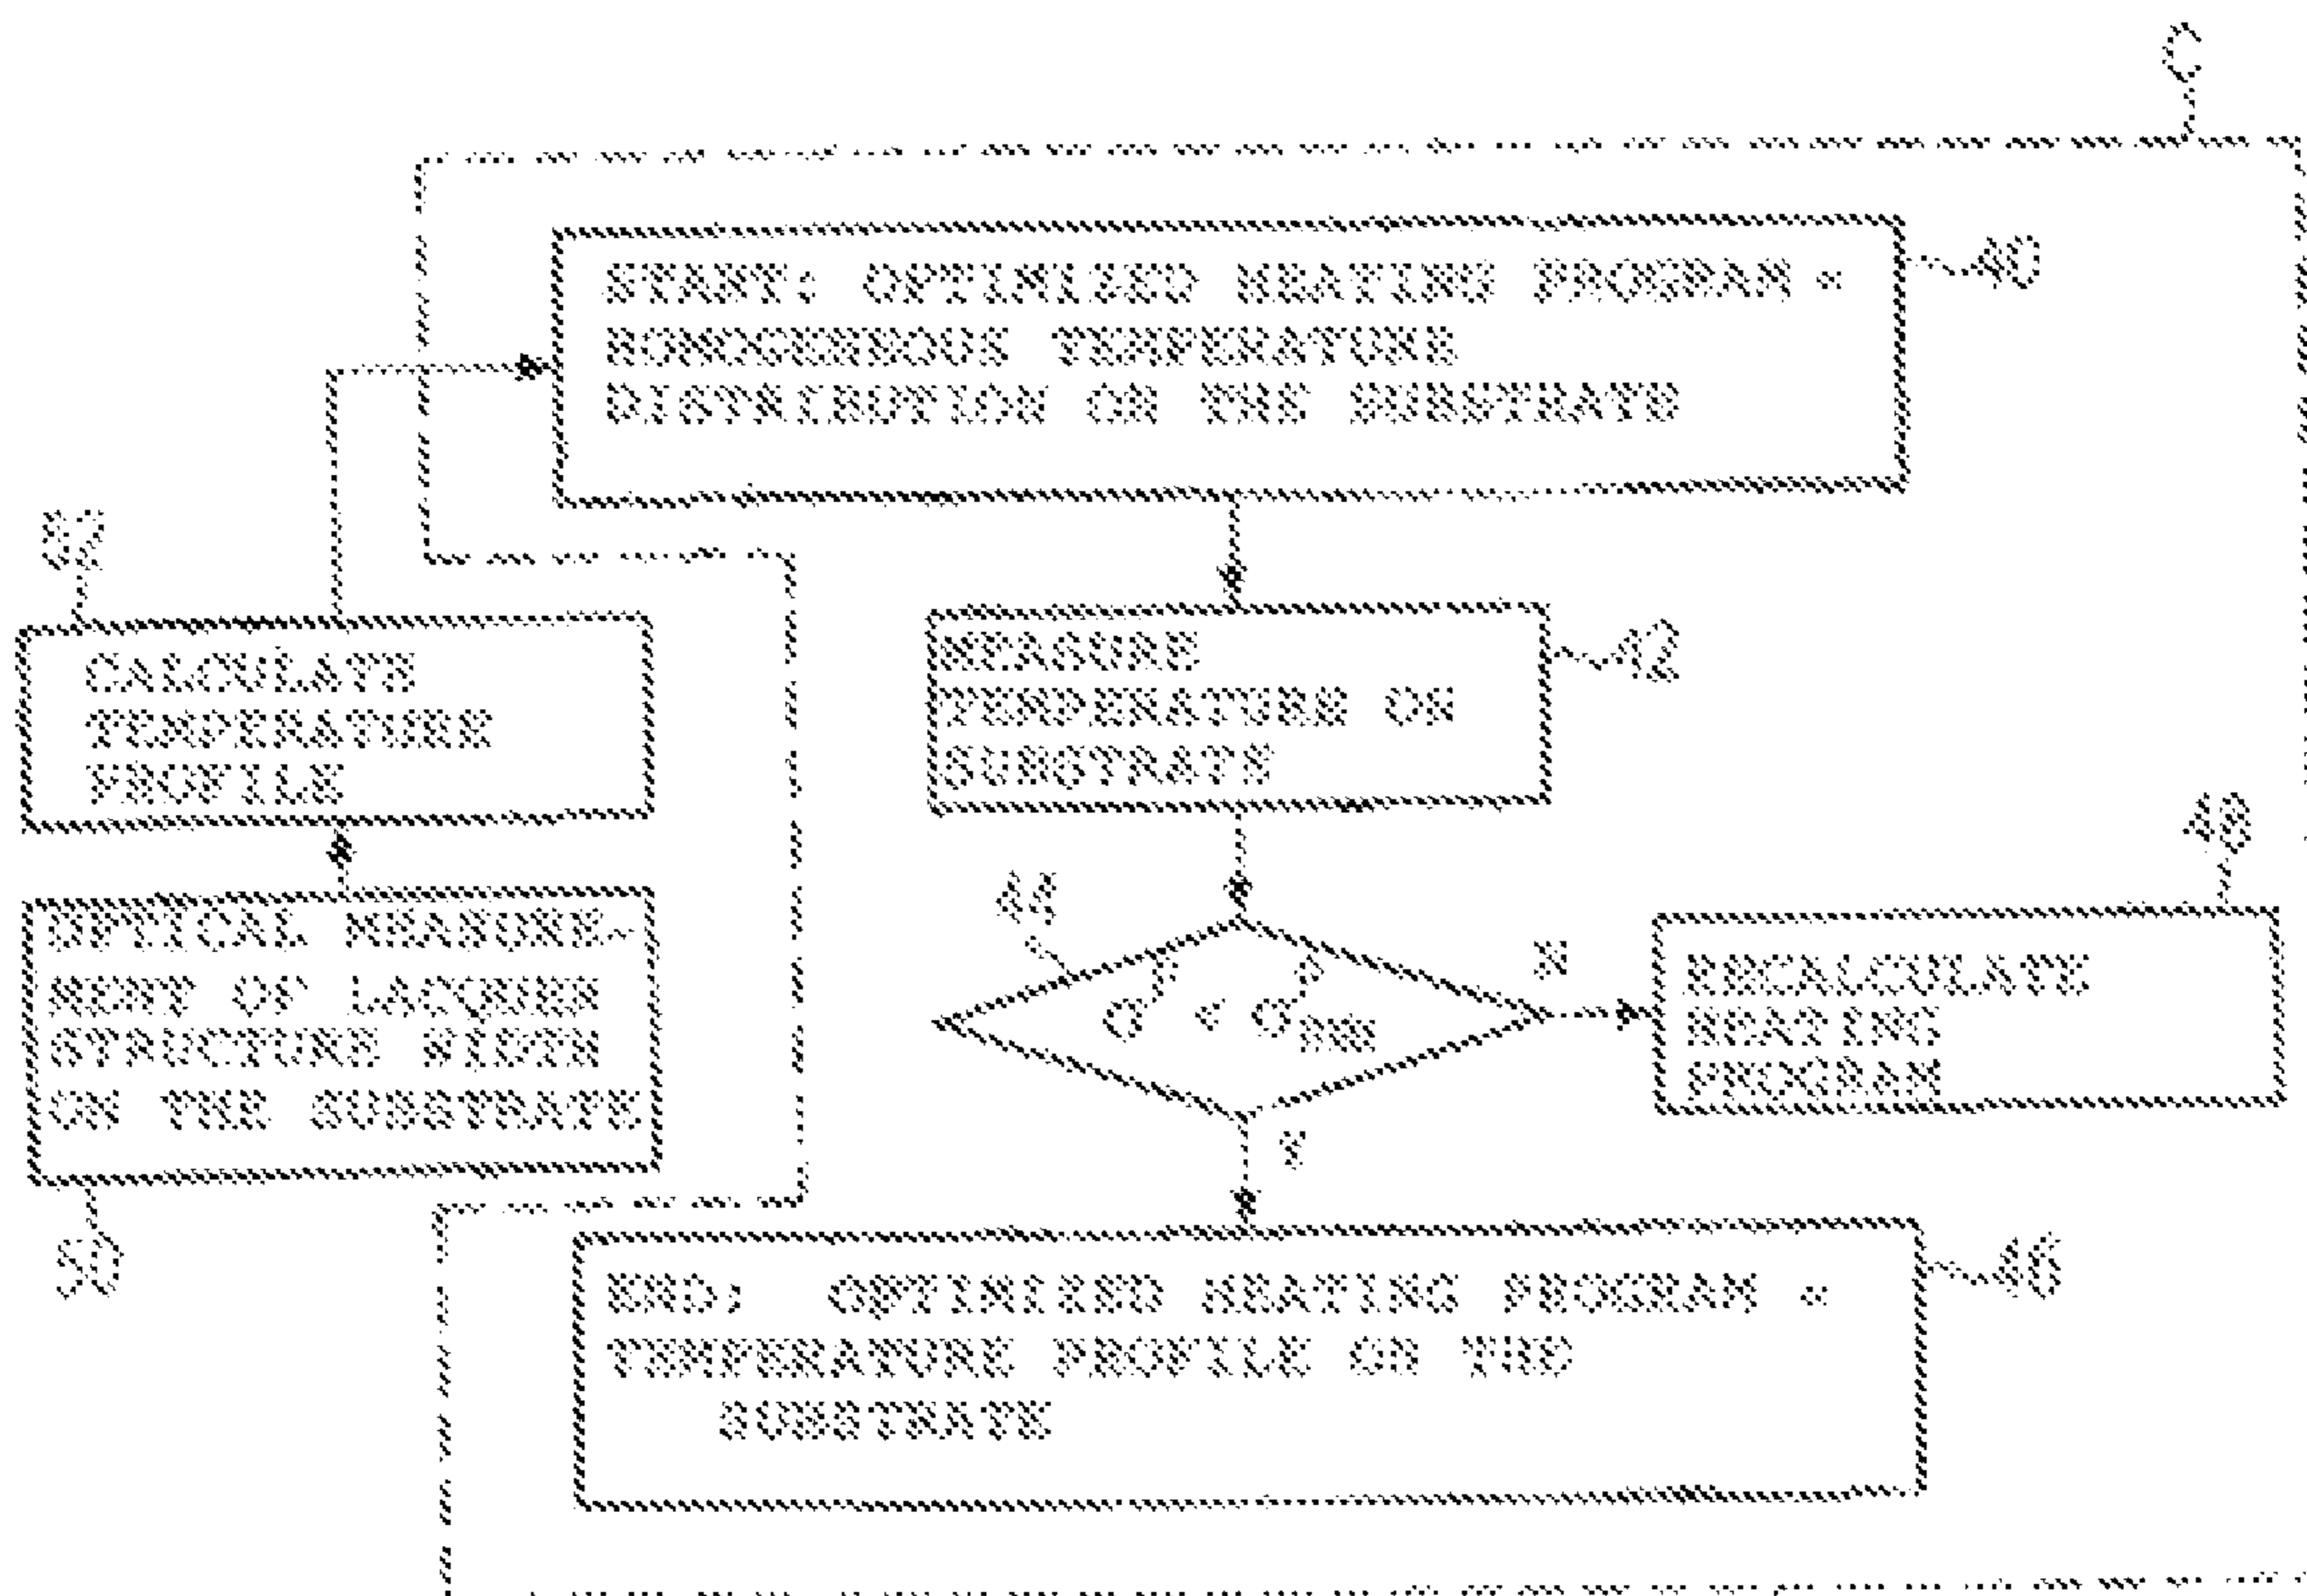 C
START: OPTIMIZED HEATING PROGRAM =
HOMOGENEOUS TEMPERATURE
DISTRIBUTION ON THE SUBSTRATE
40
52
CALCULATE
TEMPERATURE
PROFILE
MEASURE
TEMPERATURE ON
SUBSTRATE
42
48
44
OPTICAL MEASURE-
MENT OF LACQUER
STRUCTURE WIDTH
ON THE SUBSTRATE
N
RECALCULATE
HEATING
PROGRAM
Y
50
END: OPTIMIZED HEATING PROGRAM =
TEMPERATURE PROFILE ON THE
SUBSTRATE
46